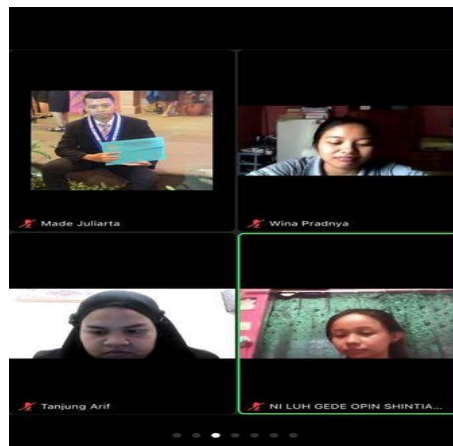 Made Juliarta
Wina Pradnya
Tanjung Arif
NI LUH GEDE OPIN SHINTIA...